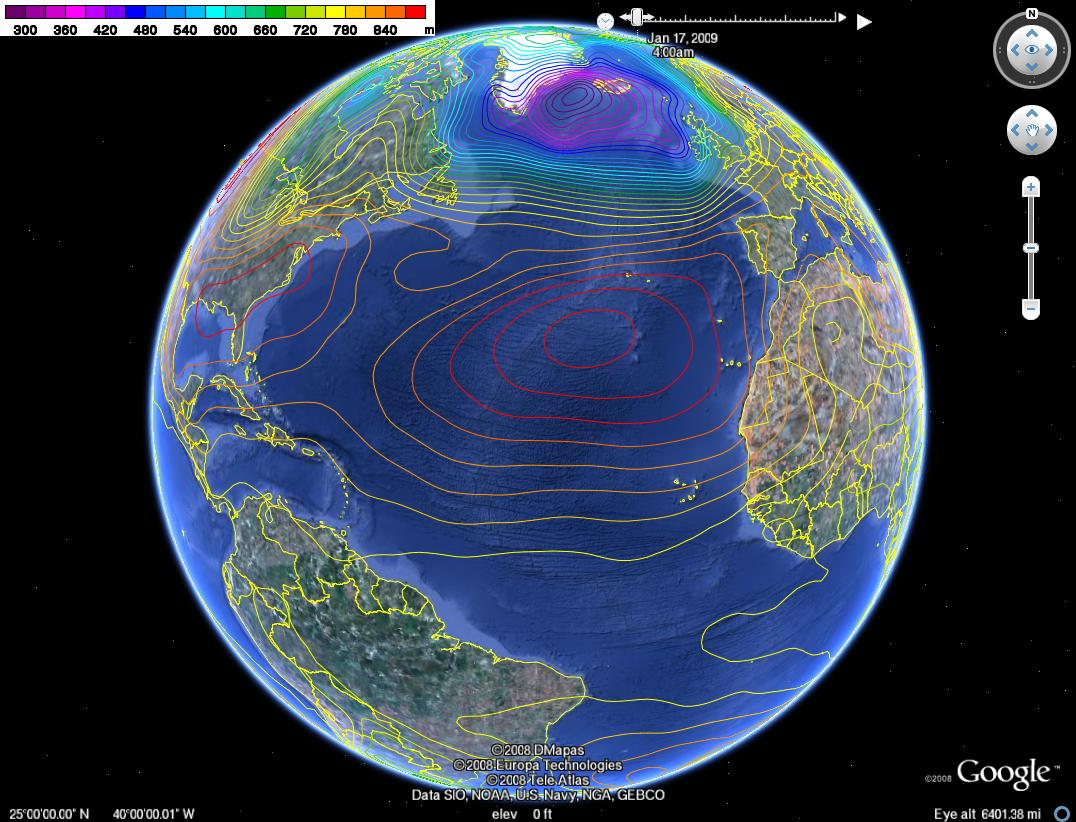 300 360 420 480 540 600 660 720 780 840 m
Jan 17, 2009
4:00am
N
©2008 DMapas
©2008 Europa Technologies
©2008 Tele Atlas
Data SIO, NOAA, U.S. Navy, NGA, GEBCO
©2008 Google™
25°00'00.00" N 40°00'00.01" W elev 0 ft Eye alt 6401.38 mi